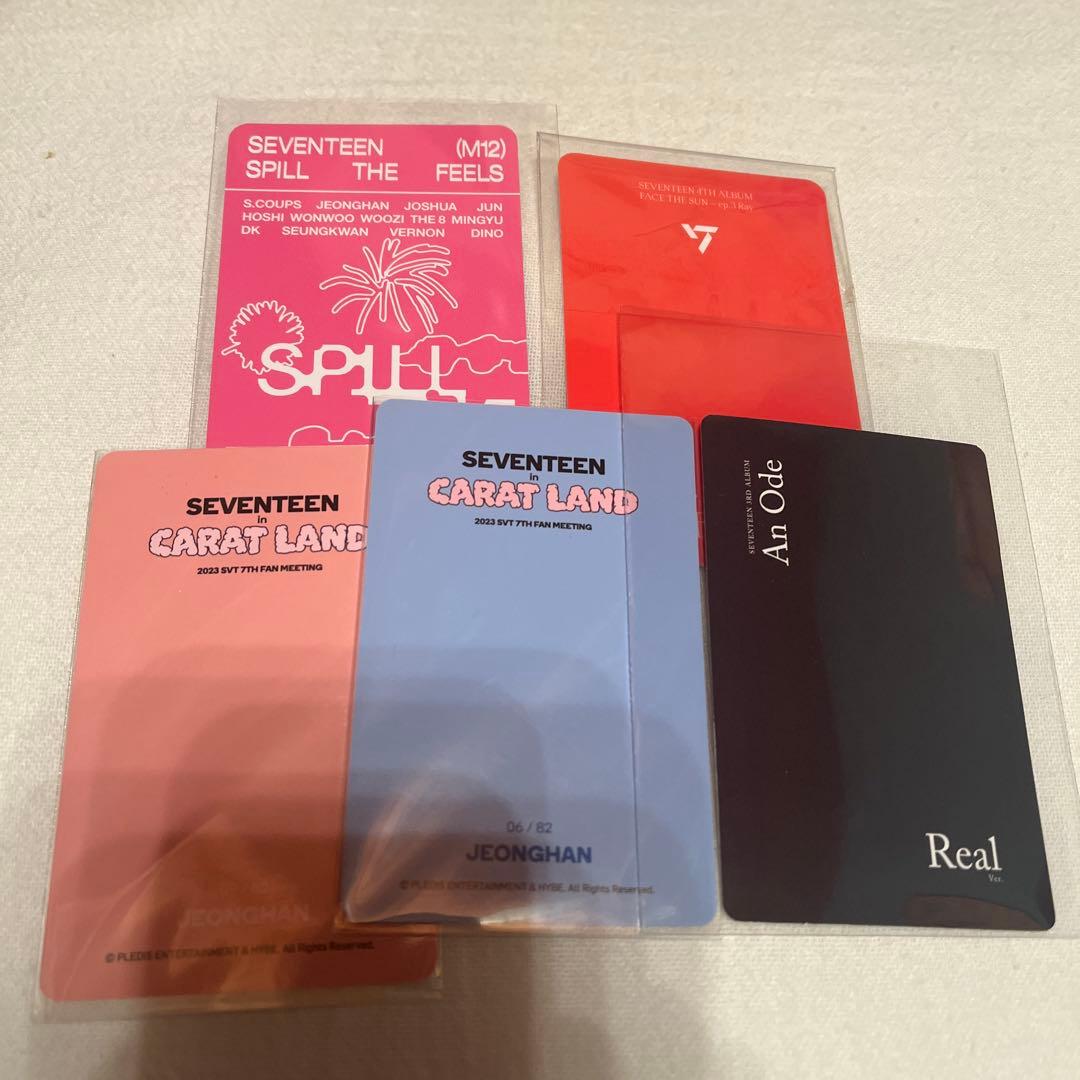 SEVENTEEN (M12)
SPILL THE FEELS
S.COUPS JEONGHAN JOSHUA JUN
HOSHI WONWOO WOOZI THE 8 MINGYU
DK SEUNGKWAN VERNON DINO
SPILL
SEVENTEEN 4TH ALBUM
FACE THE SUN – ep.3 Ray
SEVENTEEN
in
CARAT LAND
2023 SVT 7TH FAN MEETING
JEONGHAN
© PLEDIS ENTERTAINMENT & HYBE. All Rights Reserved.
SEVENTEEN
in
CARAT LAND
2023 SVT 7TH FAN MEETING
06 / 82
JEONGHAN
© PLEDIS ENTERTAINMENT & HYBE. All Rights Reserved.
SEVENTEEN 3RD ALBUM
An Ode
Real
Ver.